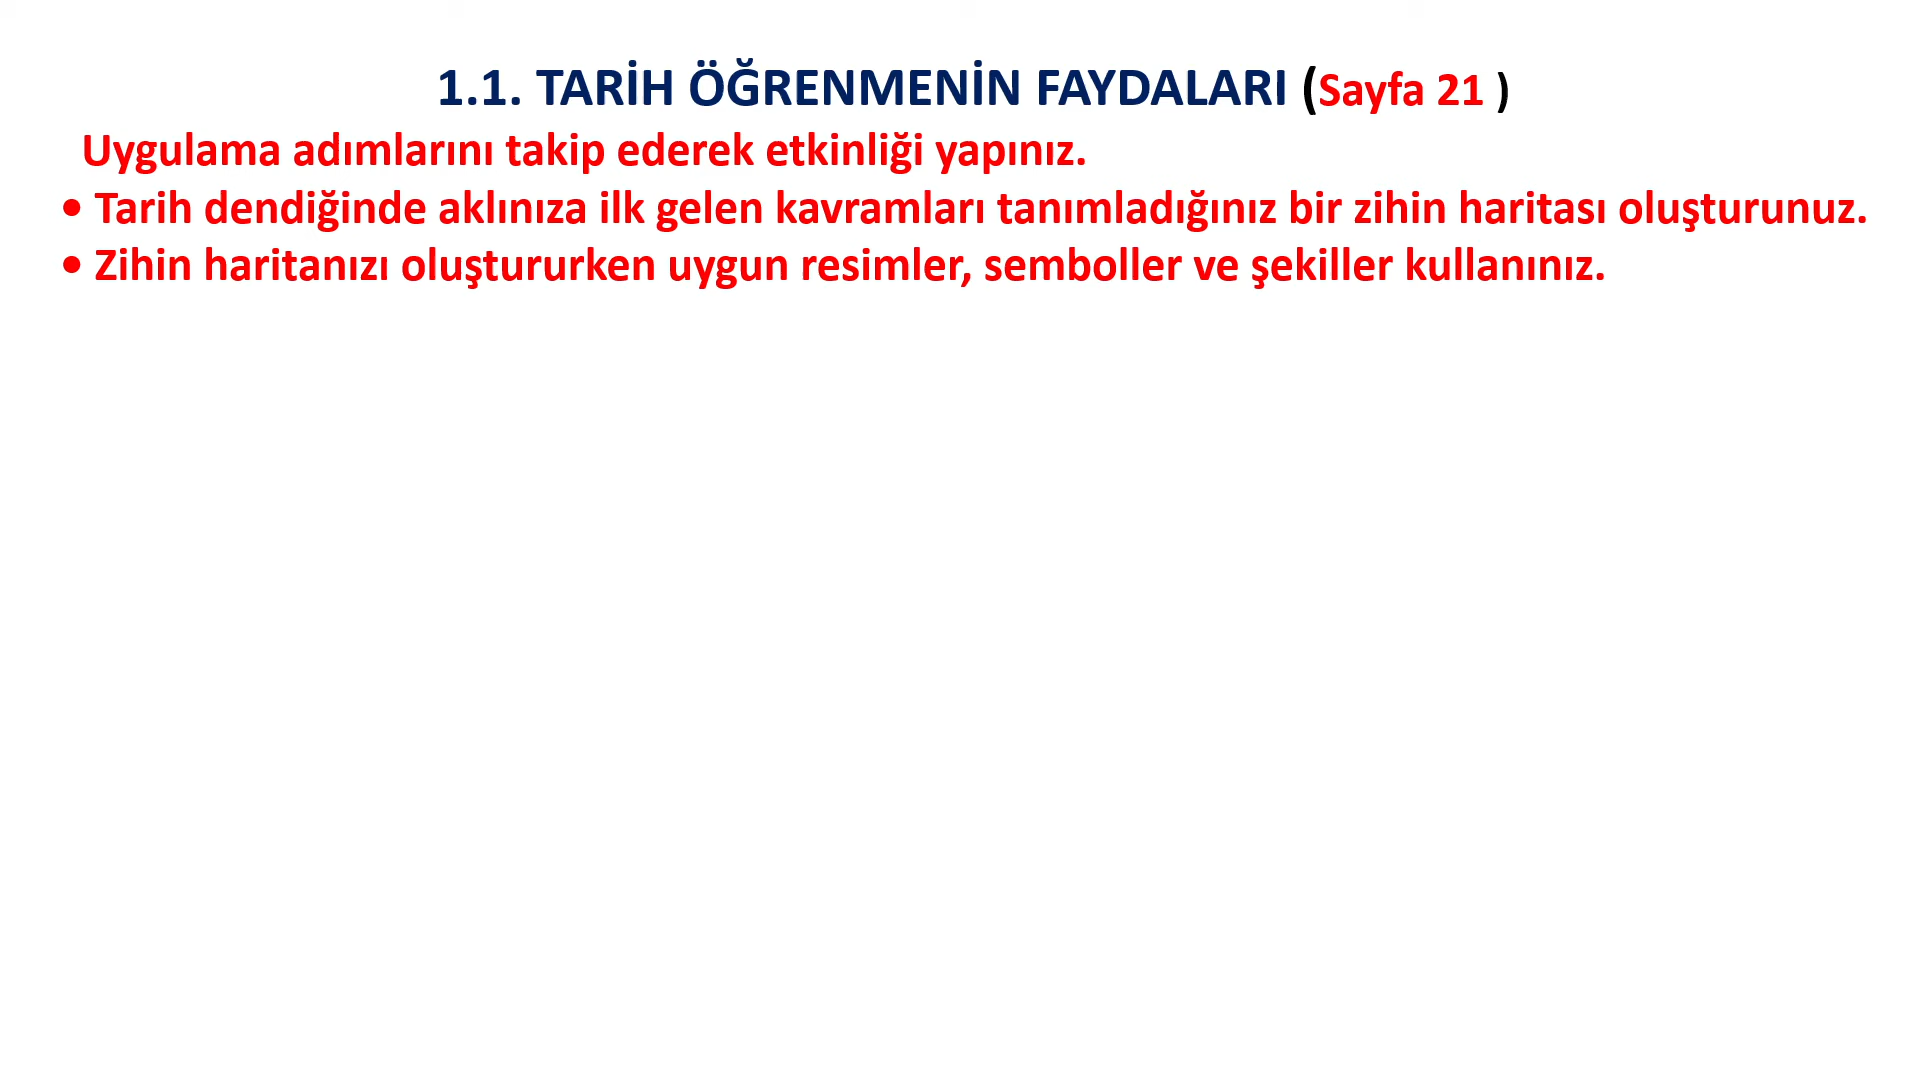 1.1. TARİH ÖĞRENMENİN FAYDALARI (Sayfa 21 )
Uygulama adımlarını takip ederek etkinliği yapınız.
• Tarih dendiğinde aklınıza ilk gelen kavramları tanımladığınız bir zihin haritası oluşturunuz.
• Zihin haritanızı oluştururken uygun resimler, semboller ve şekiller kullanınız.